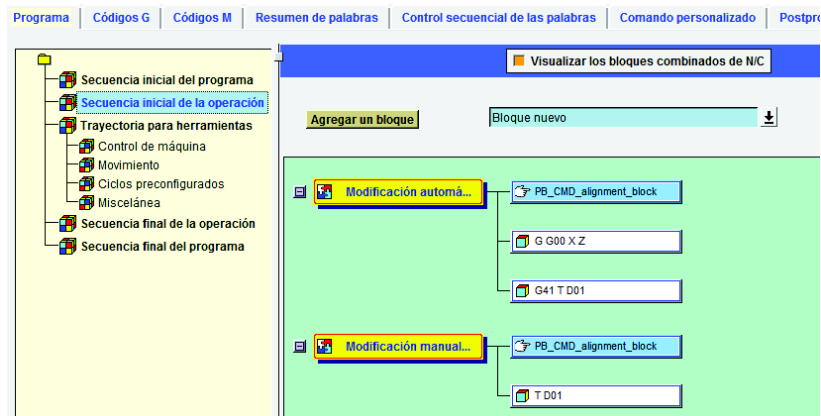 Programa
Códigos G
Códigos M
Resumen de palabras
Control secuencial de las palabras
Comando personalizado
Postpro
Visualizar los bloques combinados de N/C
Secuencia inicial del programa
Secuencia inicial de la operación
Trayectoria para herramientas
Control de máquina
Movimiento
Ciclos preconfigurados
Miscelánea
Secuencia final de la operación
Secuencia final del programa
Agregar un bloque
Bloque nuevo
Modificación automá...
PB_CMD_alignment_block
G G00 X Z
G41 T D01
Modificación manual...
PB_CMD_alignment_block
T D01